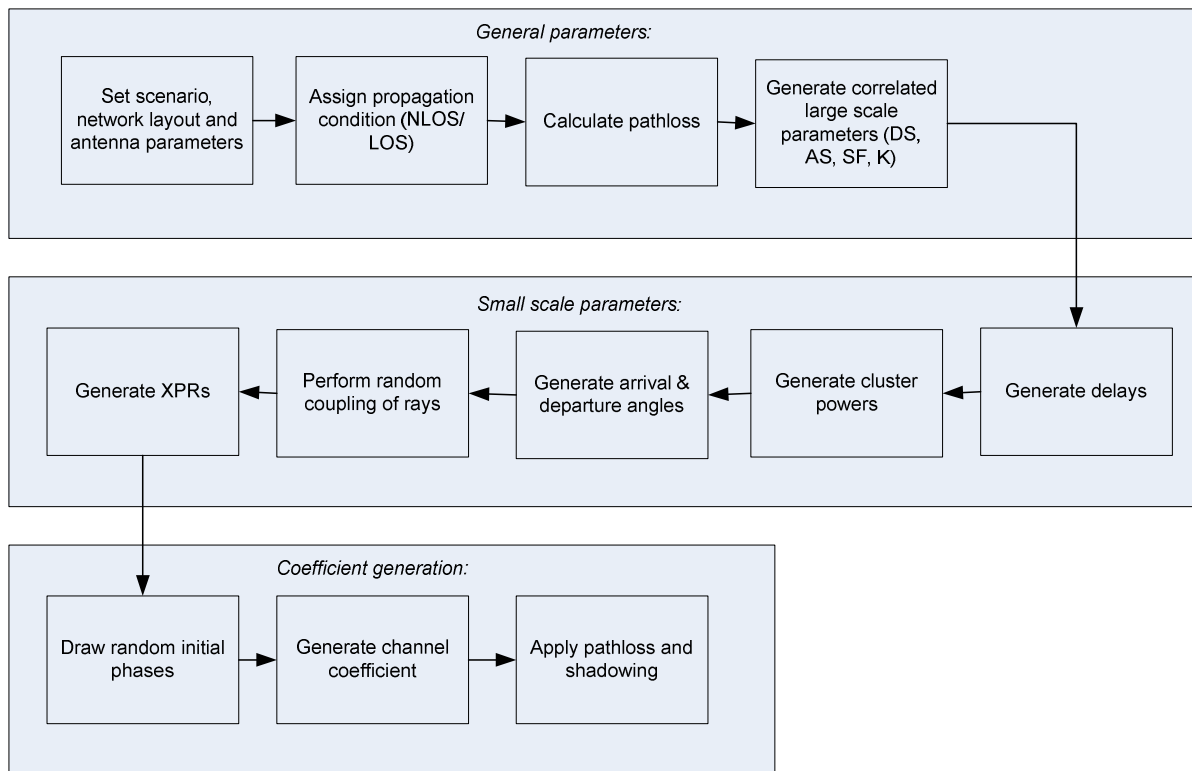 General parameters:
Set scenario,
network layout and
antenna parameters
Assign propagation
condition (NLOS/
LOS)
Calculate pathloss
Generate correlated
large scale
parameters (DS,
AS, SF, K)
Small scale parameters:
Generate XPRs
Perform random
coupling of rays
Generate arrival &
departure angles
Generate cluster
powers
Generate delays
Coefficient generation:
Draw random initial
phases
Generate channel
coefficient
Apply pathloss and
shadowing